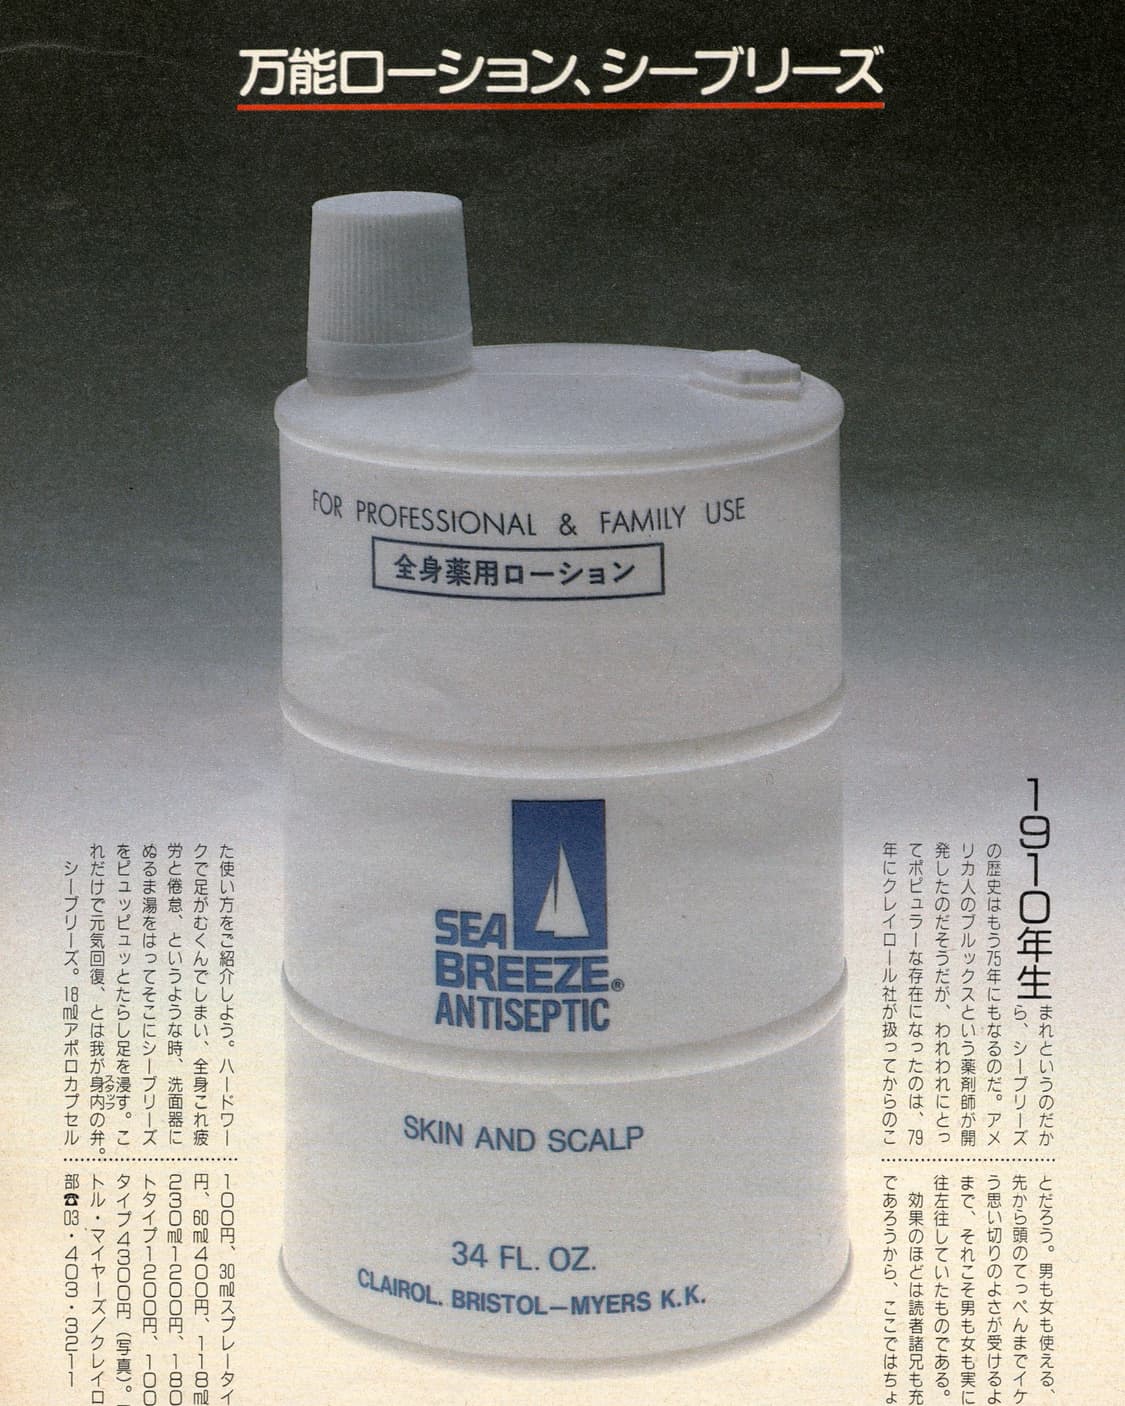 万能ローション、シーブリーズ
FOR PROFESSIONAL & FAMILY USE
全身薬用ローション
SEA
BREEZE®
ANTISEPTIC
SKIN AND SCALP
34 FL. OZ.
CLAIROL. BRISTOL–MYERS K.K.
1910年生
まれというのだか
ら、シーブリーズ
の歴史はもう75年にもなるのだ。アメ
リカ人のブルックスという薬剤師が開
発したのだそうだが、われわれにとっ
てポピュラーな存在になったのは、79
年にクレイロール社が扱ってからのこ
とだろう。男も女も使える、
先から頭のてっぺんまでイケ
う思い切りのよさが受けるよ
まで、それこそ男も女も実に
往左往していたものである。
効果のほどは読者諸兄も充
であろうから、ここではちょ
た使い方をご紹介しよう。ハードワー
クで足がむくんでしまい、全身これ疲
労と倦怠、というような時、洗面器に
ぬるま湯をはってそこにシーブリーズ
をピュッピュッとたらし足を浸す。こ
スタッフ
れだけで元気回復、とは我が身内の弁。
シーブリーズ。18㎖アポロカプセル
100円、30㎖スプレータイ
円、60㎖400円、118㎖
230㎖1200円、180
トタイプ1200円、100
タイプ4300円(写真)。
トル・マイヤーズ/クレイロ
部☎03・403・3211